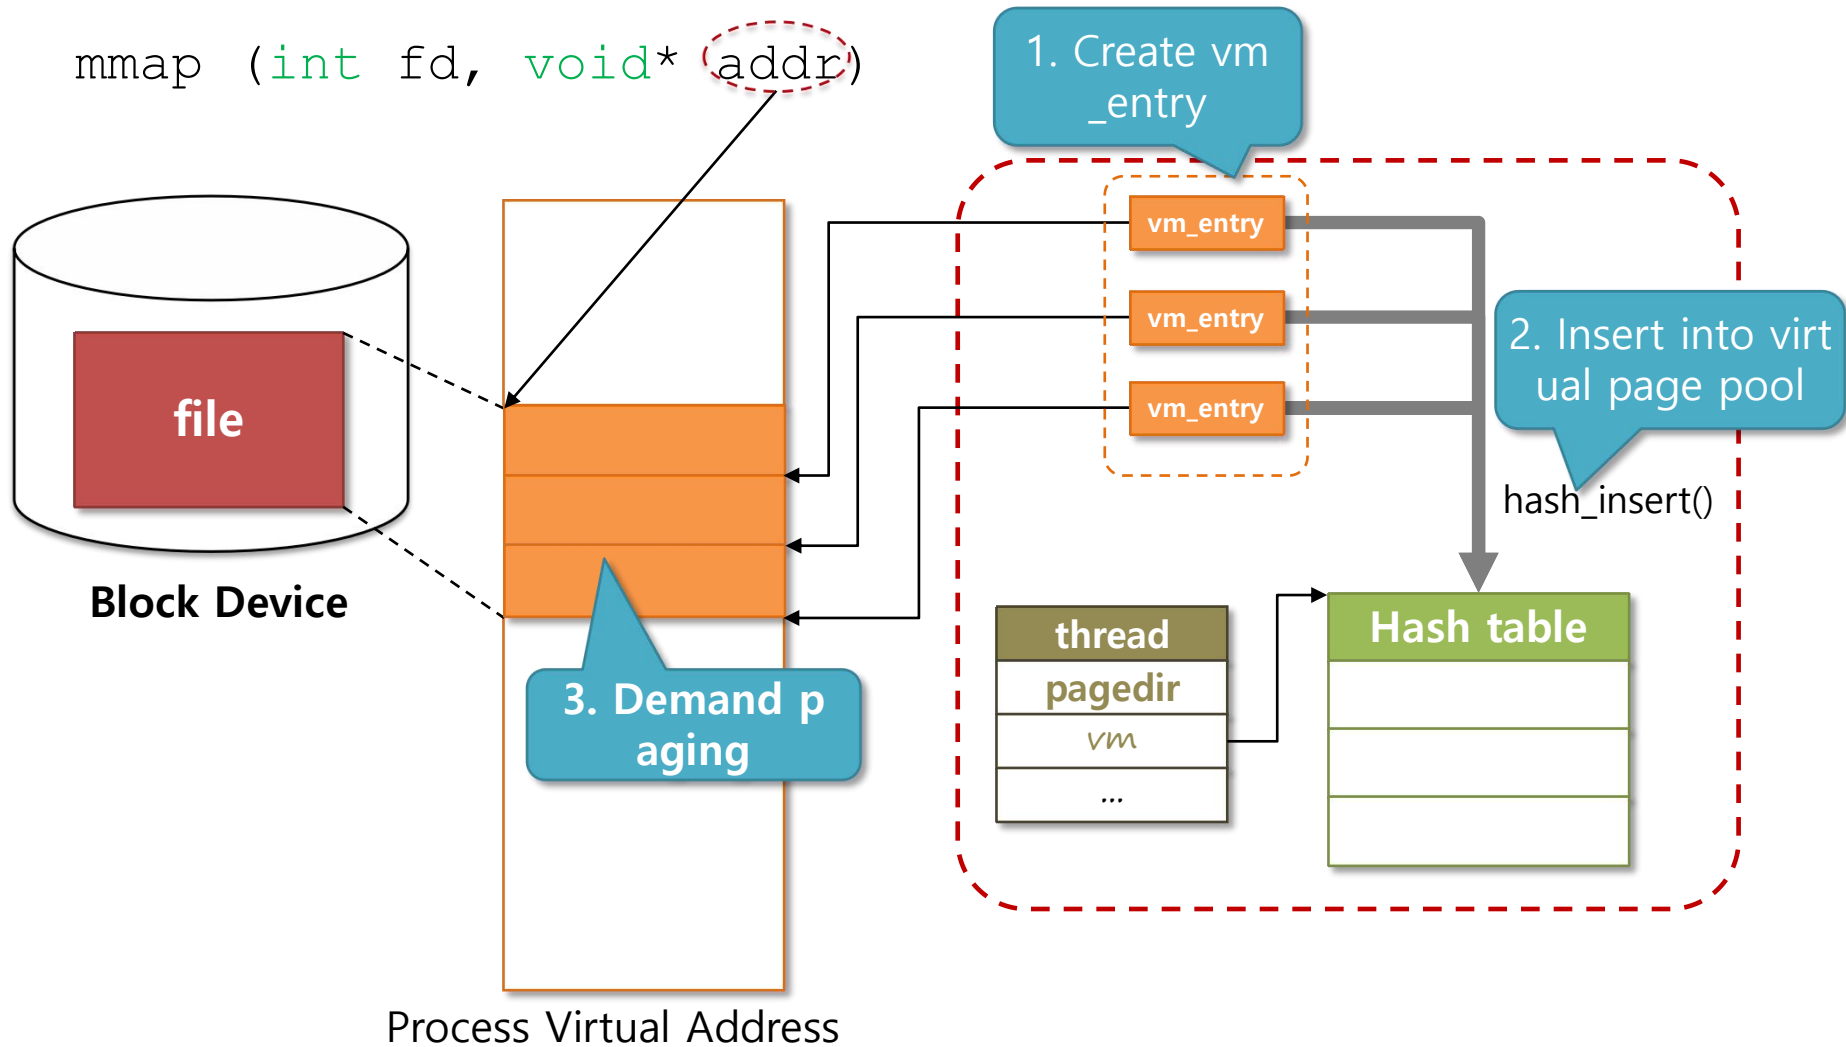 mmap (int fd, void* addr)
1. Create vm
_entry
vm_entry
vm_entry
vm_entry
2. Insert into virt
ual page pool
hash_insert()
file
Block Device
3. Demand p
aging
thread
pagedir
vm
...
Hash table
Process Virtual Address